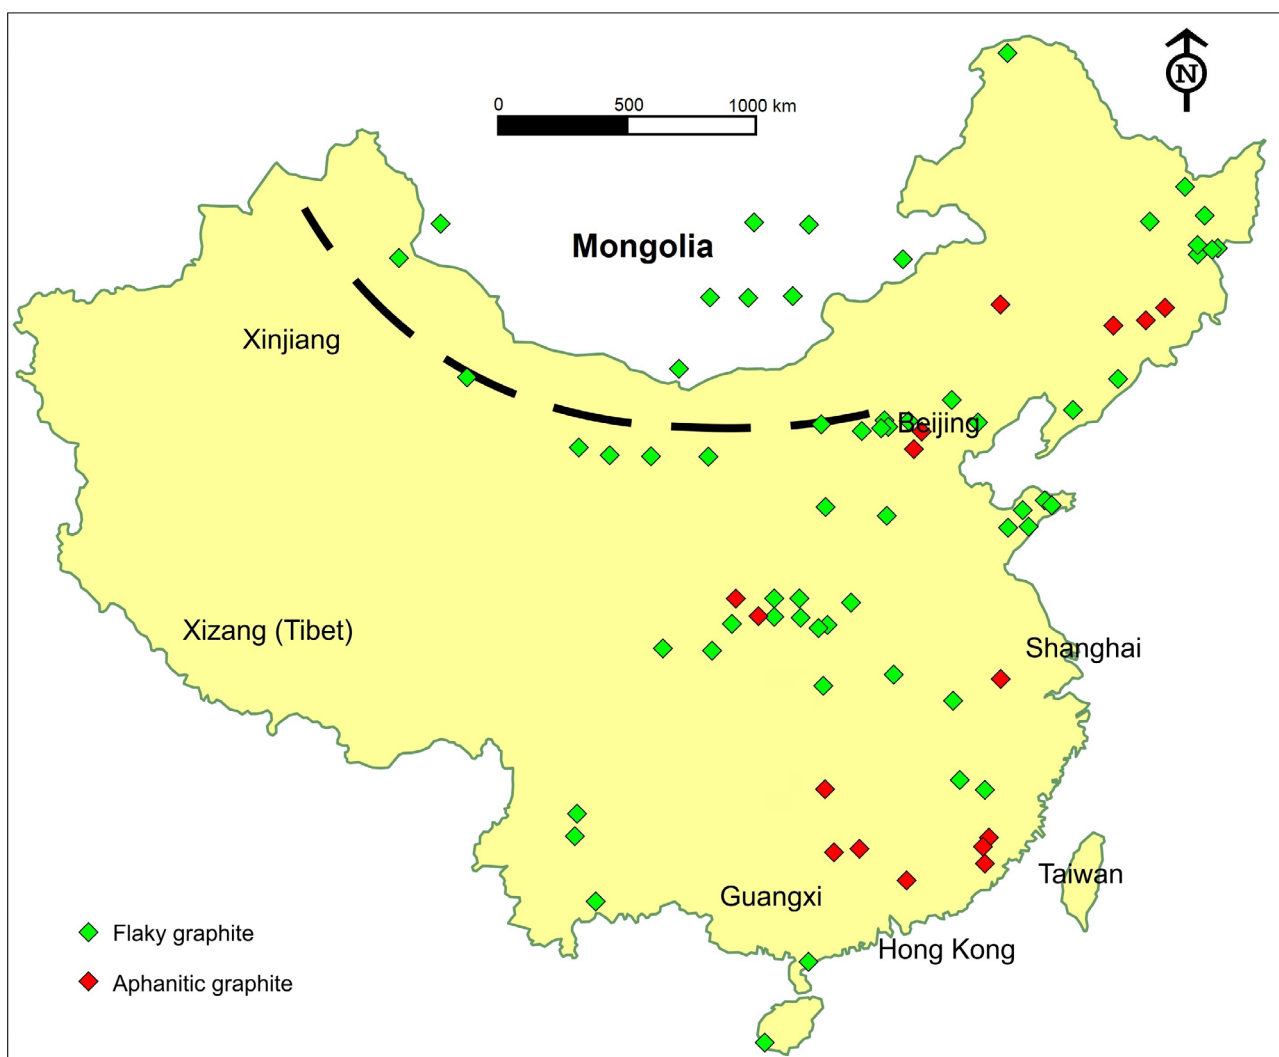 N
0 500 1000 km
Mongolia
Xinjiang
Beijing
Xizang (Tibet)
Shanghai
Taiwan
Guangxi
Hong Kong
Flaky graphite
Aphanitic graphite